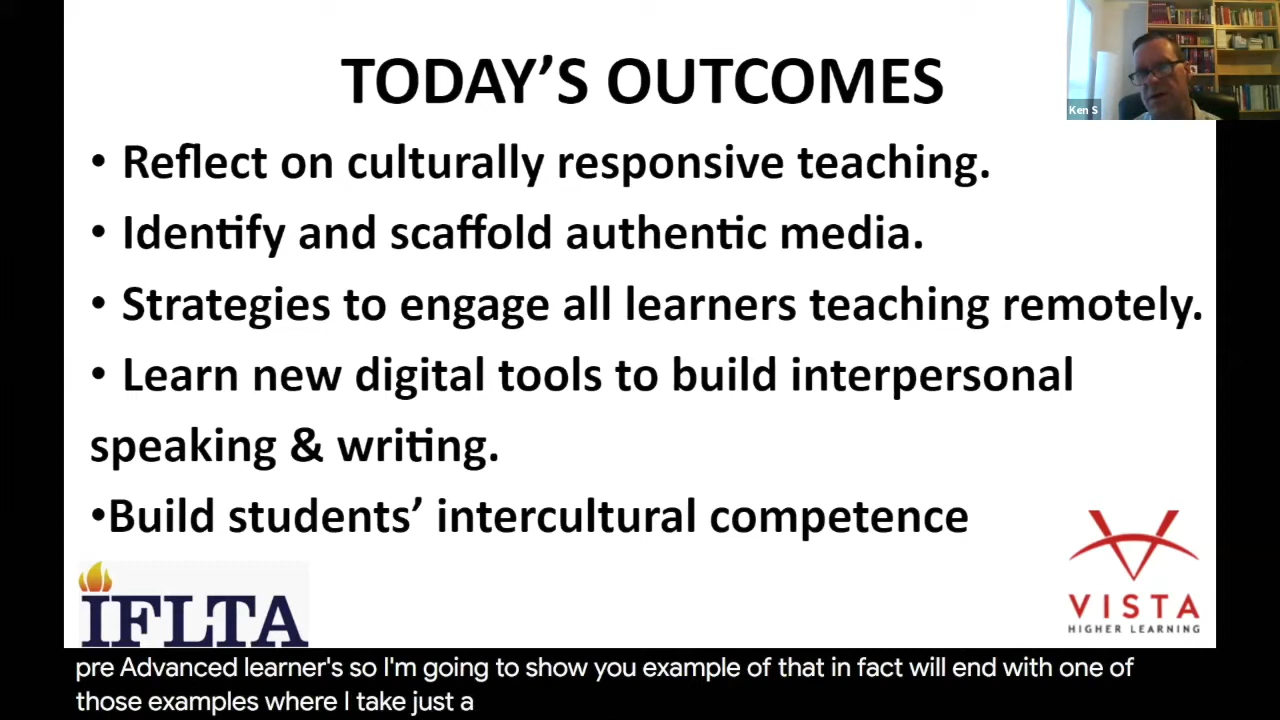 TODAY’S OUTCOMES
Ken S
• Reflect on culturally responsive teaching.
• Identify and scaffold authentic media.
• Strategies to engage all learners teaching remotely.
• Learn new digital tools to build interpersonal
speaking & writing.
•Build students’ intercultural competence
IFLTA
VISTA
HIGHER LEARNING
pre Advanced learner's so I'm going to show you example of that in fact will end with one of
those examples where I take just a